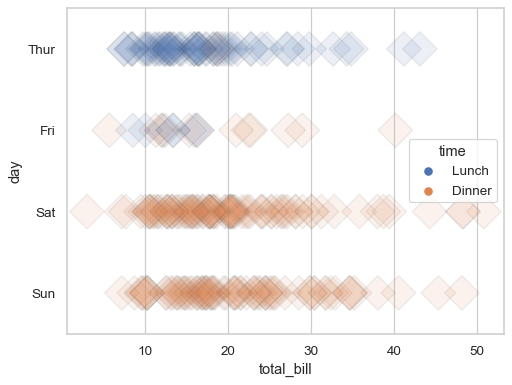 Thur
Fri
Sat
Sun
day
time
Lunch
Dinner
10 20 30 40 50
total_bill